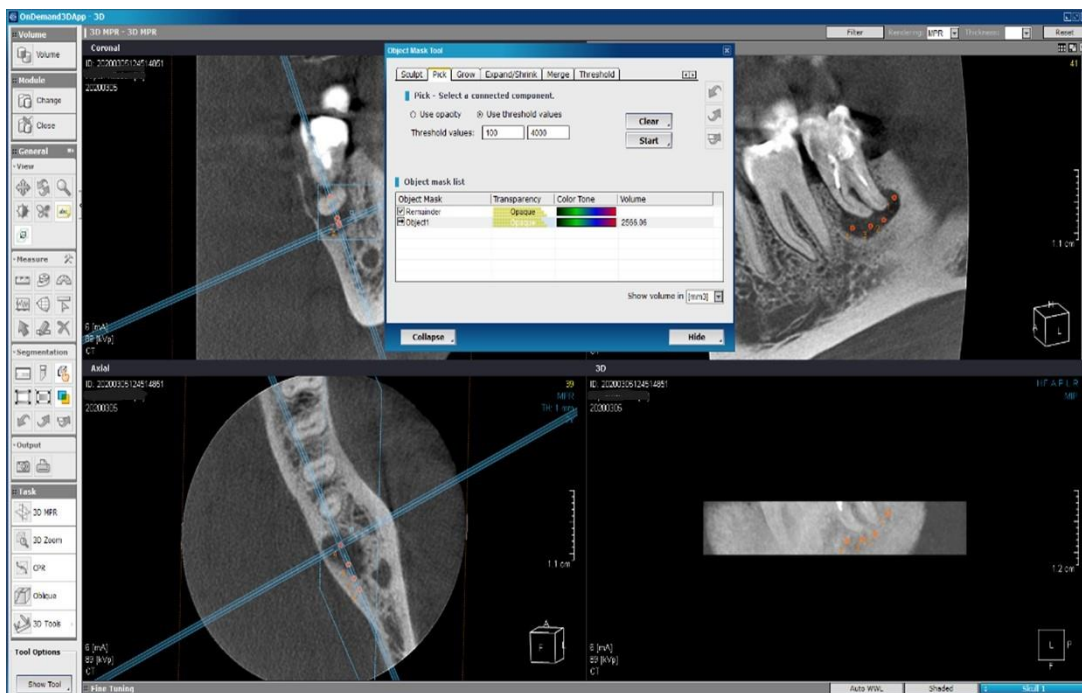 OnDemand3DApp - 3D
Volume
Volume
Module
Change
Close
General
View
Measure
Segmentation
Output
Task
3D MPR
3D Zoom
CPR
Oblique
3D Tools
Tool Options
Show Tool
3D MPR - 3D MPR
Filter
Rendering: MPR
Thickness:
Reset
Coronal
ID: 20200305124514851
20200305
6 [mA]
89 [kVp]
CT
Object Mask Tool
Sculpt Pick Grow Expand/Shrink Merge Threshold
Pick - Select a connected component.
Use opacity Use threshold values
Threshold values: 100 4000
Clear
Start
Object mask list
Object Mask Transparency Color Tone Volume
Remainder Opaque
Object1 Opaque 2556.06
Show volume in [mm3]
Collapse
Hide
41
1.1 cm
H
A
L
Axial
ID: 20200305124514851
20200305
39
MPR
TH: 1 mm
1.1 cm
6 [mA]
89 [kVp]
CT
A
F
3D
ID: 20200305124514851
20200305
H F A P L R
MIP
1.2 cm
6 [mA]
89 [kVp]
CT
L P
F
Fine Tuning
Auto WWL
Shaded
Skull 1